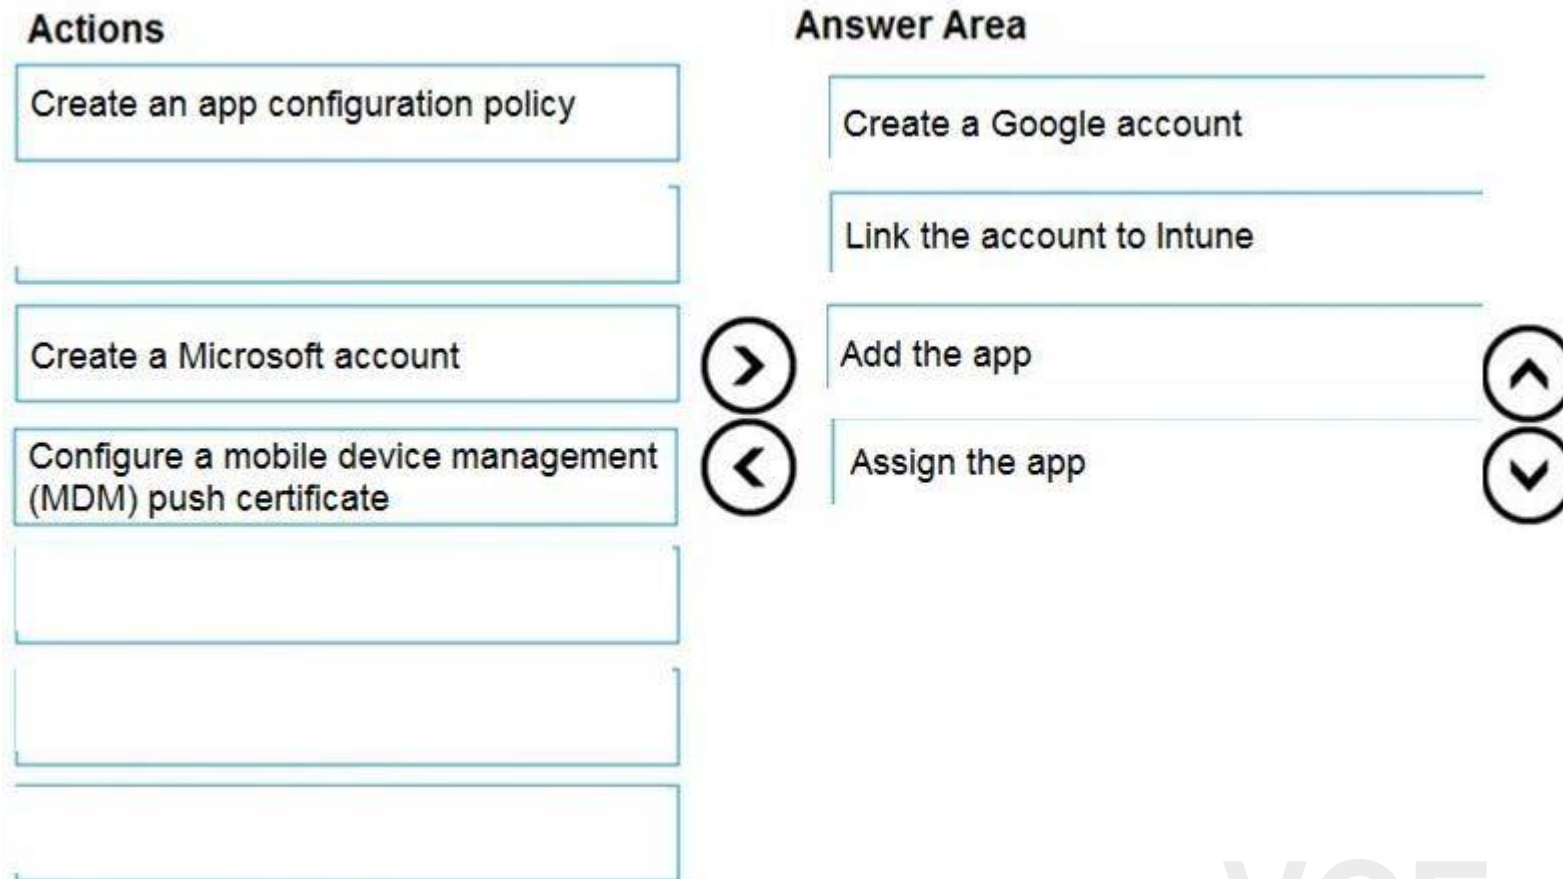 Actions
Create an app configuration policy
Create a Microsoft account
Configure a mobile device management
(MDM) push certificate
Answer Area
Create a Google account
Link the account to Intune
Add the app
Assign the app